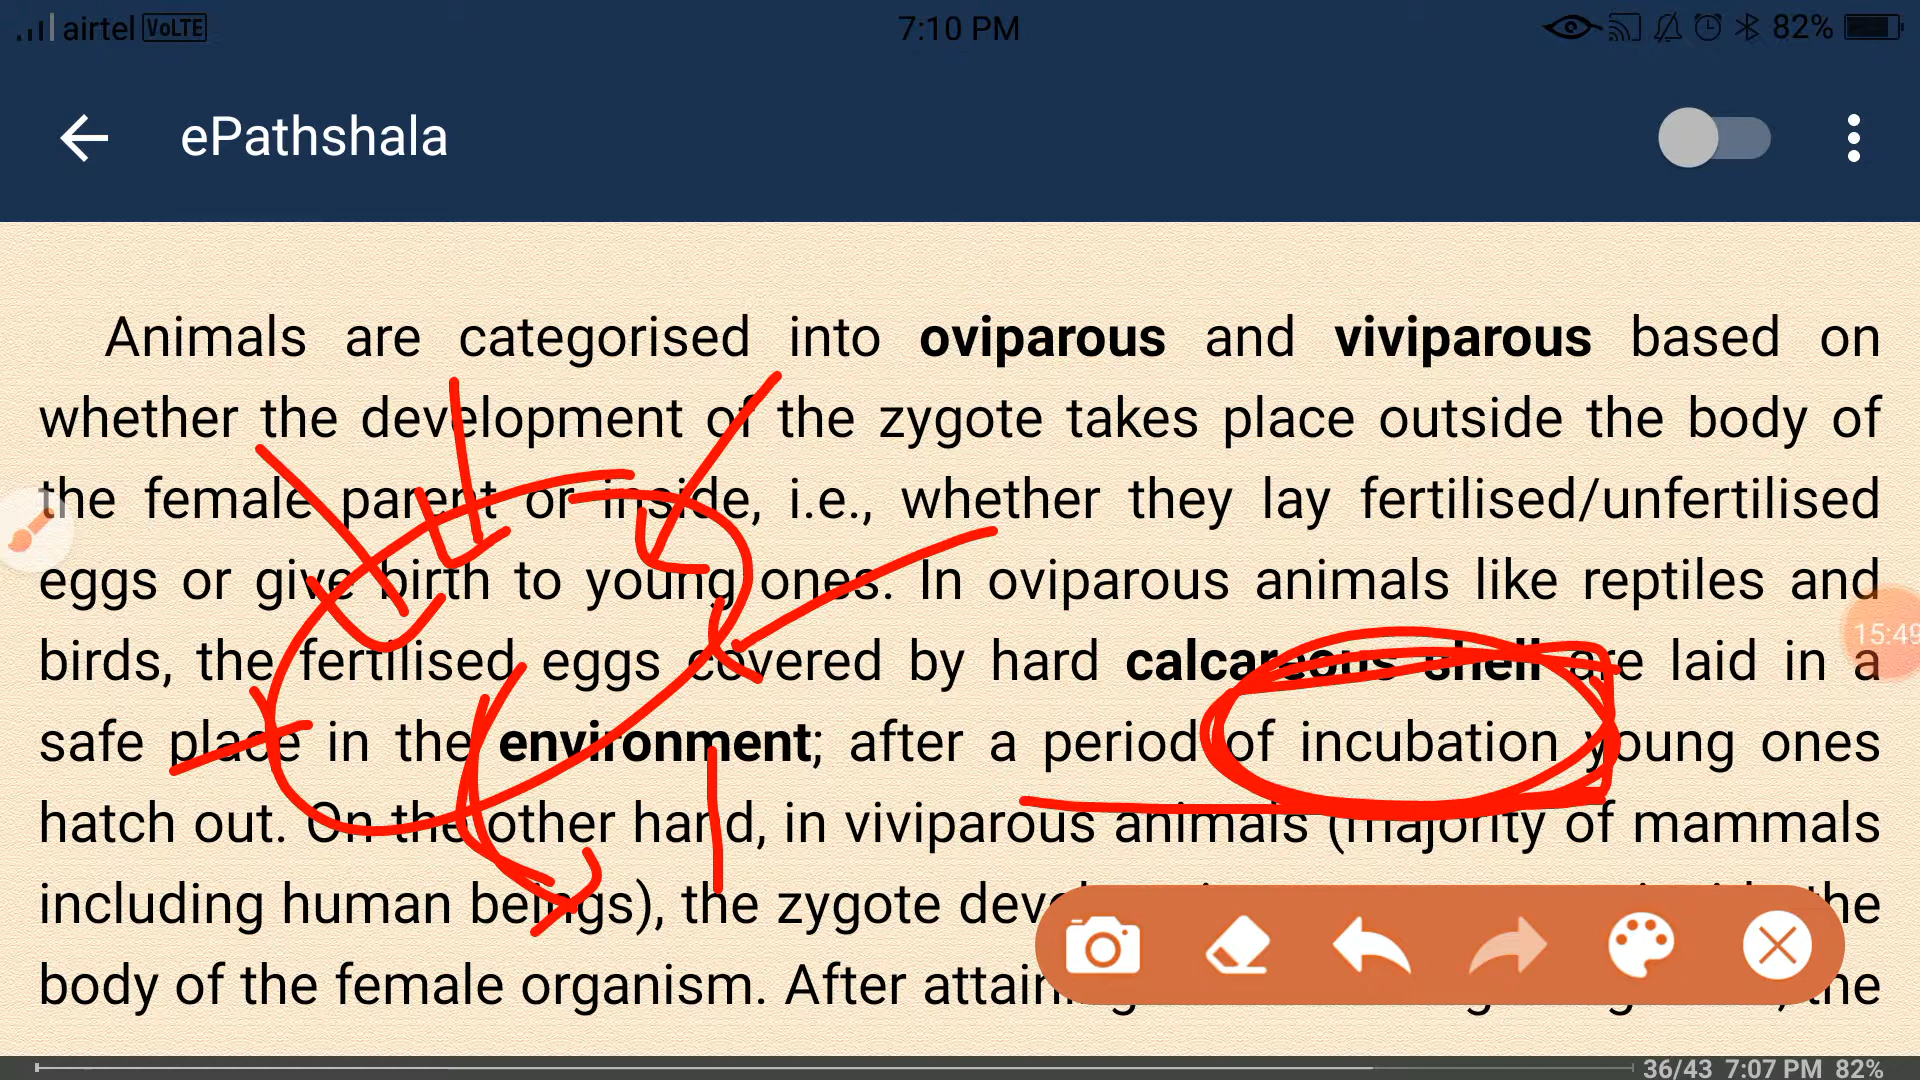 airtel VoLTE 7:10 PM 82%
ePathshala
Animals are categorised into oviparous and viviparous based on
whether the development of the zygote takes place outside the body of
the female parent or inside, i.e., whether they lay fertilised/unfertilised
eggs or give birth to young ones. In oviparous animals like reptiles and
birds, the fertilised eggs covered by hard calcareous shell are laid in a
safe place in the environment; after a period of incubation young ones
hatch out. On the other hand, in viviparous animals (majority of mammals
including human beings), the zygote the
body of the female organism. After the
15:49
36/43 7:07 PM 82%